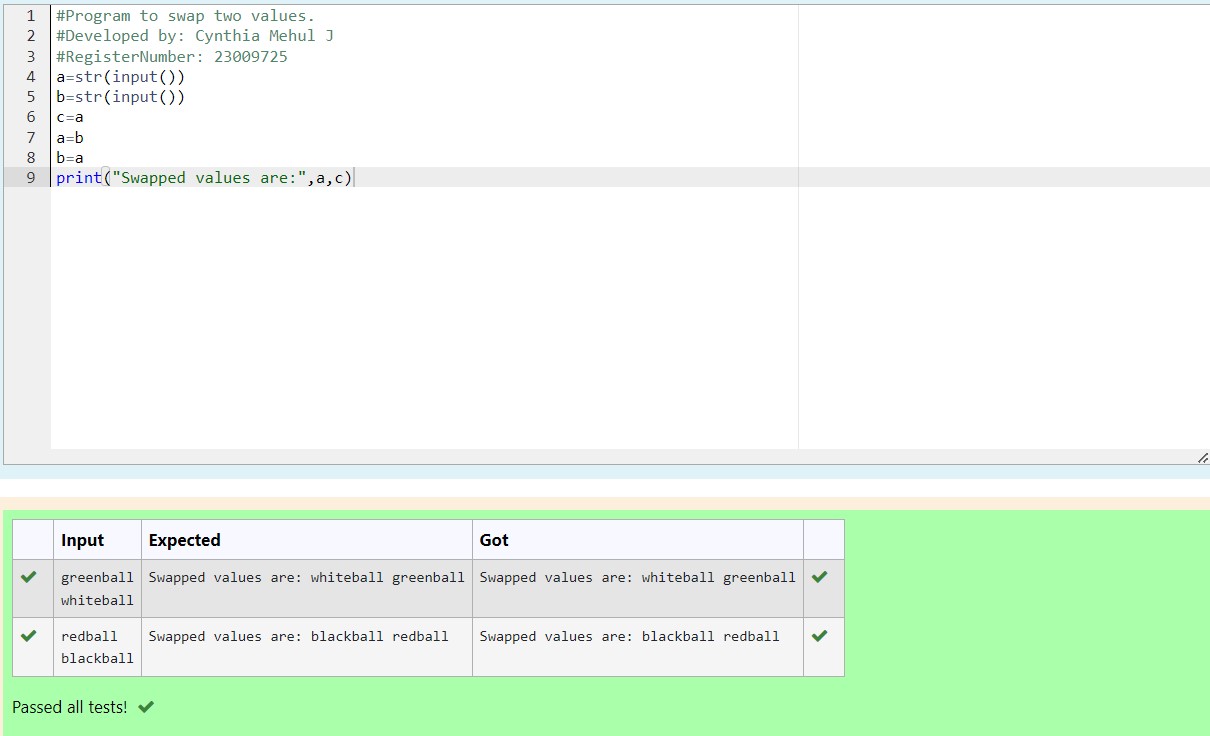 1 #Program to swap two values.
2 #Developed by: Cynthia Mehul J
3 #RegisterNumber: 23009725
4 a=str(input())
5 b=str(input())
6 c=a
7 a=b
8 b=a
9 print("Swapped values are:",a,c)
Input Expected Got
greenball Swapped values are: whiteball greenball Swapped values are: whiteball greenball
whiteball
redball Swapped values are: blackball redball Swapped values are: blackball redball
blackball
Passed all tests!